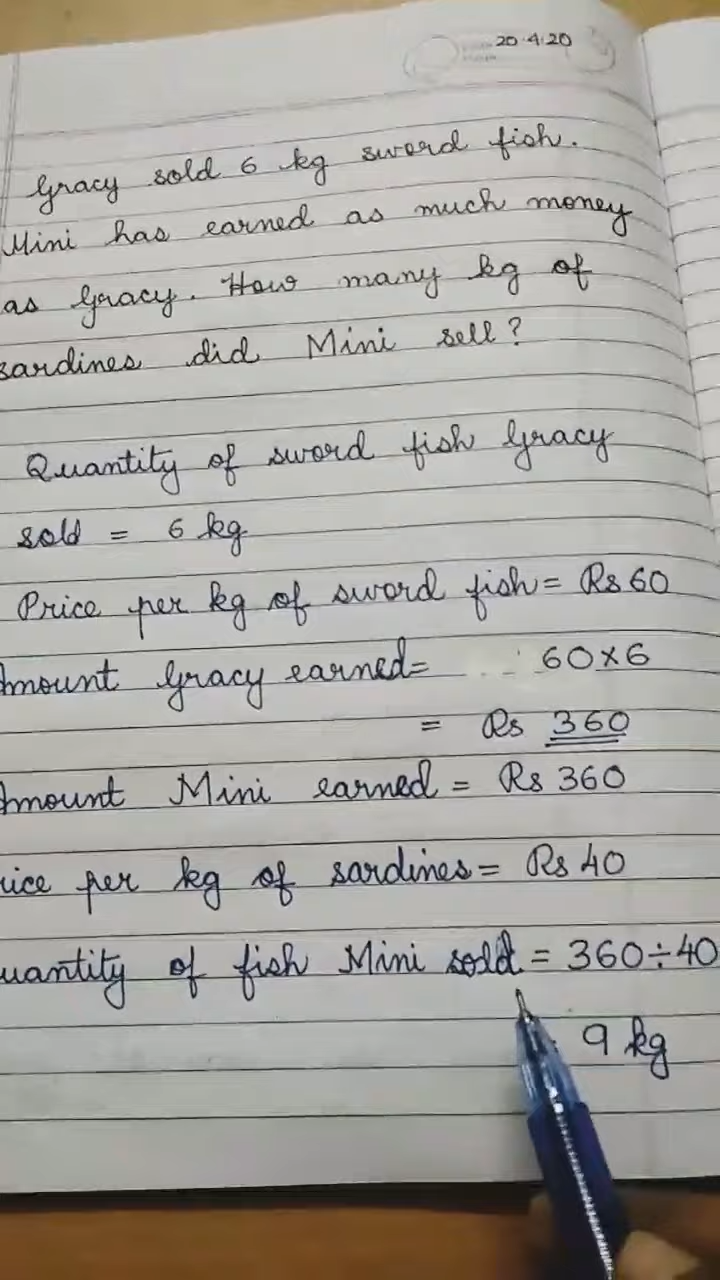 20.4.20
Gracy sold 6 kg sword fish.
Mini has earned as much money
as Gracy. How many kg of
sardines did Mini sell?
Quantity of sword fish Gracy
sold = 6 kg
Price per kg of sword fish = Rs 60
Amount Gracy earned = 60×6
= Rs 360
Amount Mini earned = Rs 360
rice per kg of sardines = Rs 40
uantity of fish Mini sold = 360÷40
9 kg